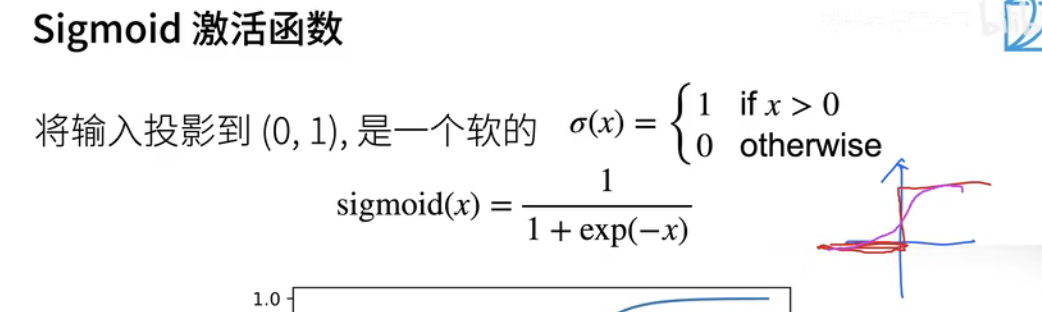 Sigmoid 激活函数
将输入投影到 (0, 1), 是一个软的 σ(x) = { 1 if x > 0
0 otherwise
sigmoid(x) = 1 / (1 + exp(−x))
1.0